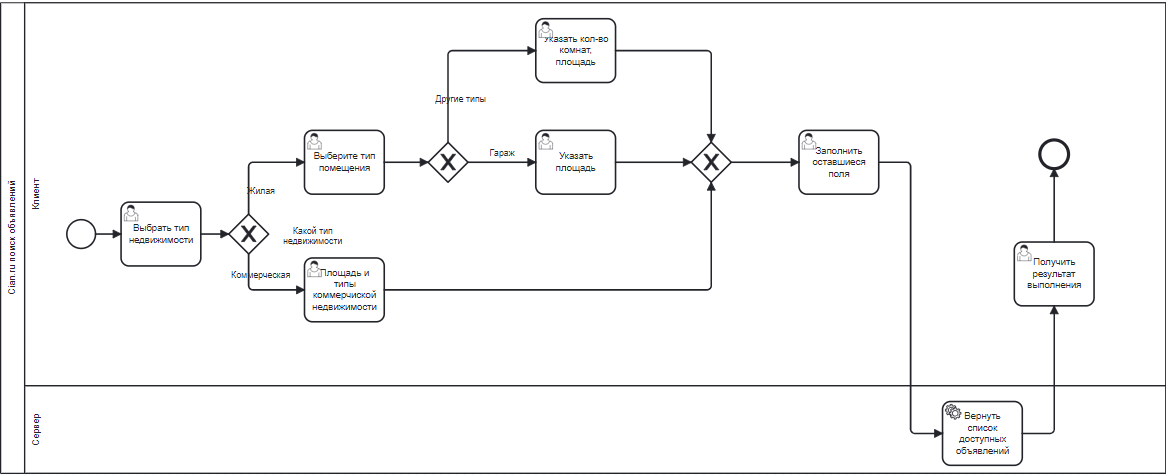 Cian.ru поиск объявлений
Клиент
Сервер
Выбрать тип
недвижимости
Какой тип
недвижимости
Жилая
Коммерческая
Выберите тип
помещения
Площадь и
типы
коммерчиской
недвижимости
Другие типы
Гараж
Указать кол-во
комнат,
площадь
Указать
площадь
Заполнить
оставшиеся
поля
Вернуть
список
доступных
объявлений
Получить
результат
выполнения